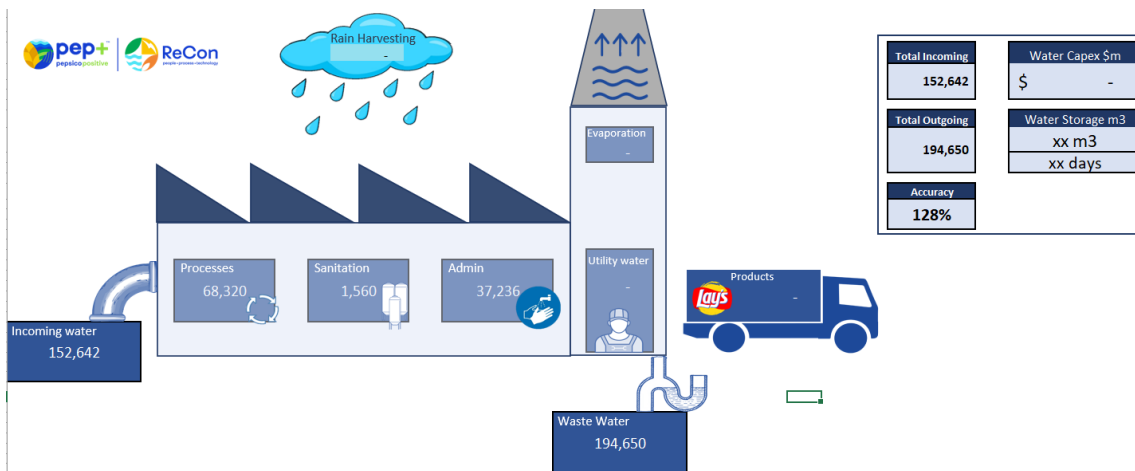 pep+
pepsico positive
ReCon
people-process-technology
Rain Harvesting
-
Total Incoming
152,642
Water Capex $m
$ -
Total Outgoing
194,650
Water Storage m3
xx m3
xx days
Accuracy
128%
Evaporation
-
Processes
68,320
Sanitation
1,560
Admin
37,236
Utility water
-
Products
Lay's
-
Incoming water
152,642
Waste Water
194,650